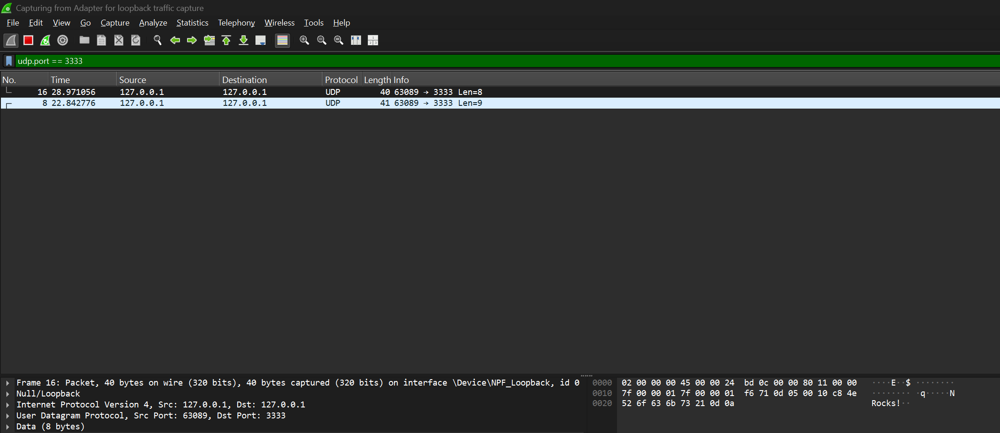 Capturing from Adapter for loopback traffic capture
File Edit View Go Capture Analyze Statistics Telephony Wireless Tools Help
udp.port == 3333
No. Time Source Destination Protocol Length Info
16 28.971056 127.0.0.1 127.0.0.1 UDP 40 63089 → 3333 Len=8
8 22.842776 127.0.0.1 127.0.0.1 UDP 41 63089 → 3333 Len=9
Frame 16: Packet, 40 bytes on wire (320 bits), 40 bytes captured (320 bits) on interface \Device\NPF_Loopback, id 0
Null/Loopback
Internet Protocol Version 4, Src: 127.0.0.1, Dst: 127.0.0.1
User Datagram Protocol, Src Port: 63089, Dst Port: 3333
Data (8 bytes)
0000 02 00 00 00 45 00 00 24 bd 0c 00 00 80 11 00 00 ····E··$ ········
0010 7f 00 00 01 7f 00 00 01 f6 71 0d 05 00 10 c8 4e ········ ·q·····N
0020 52 6f 63 6b 73 21 0d 0a Rocks!··